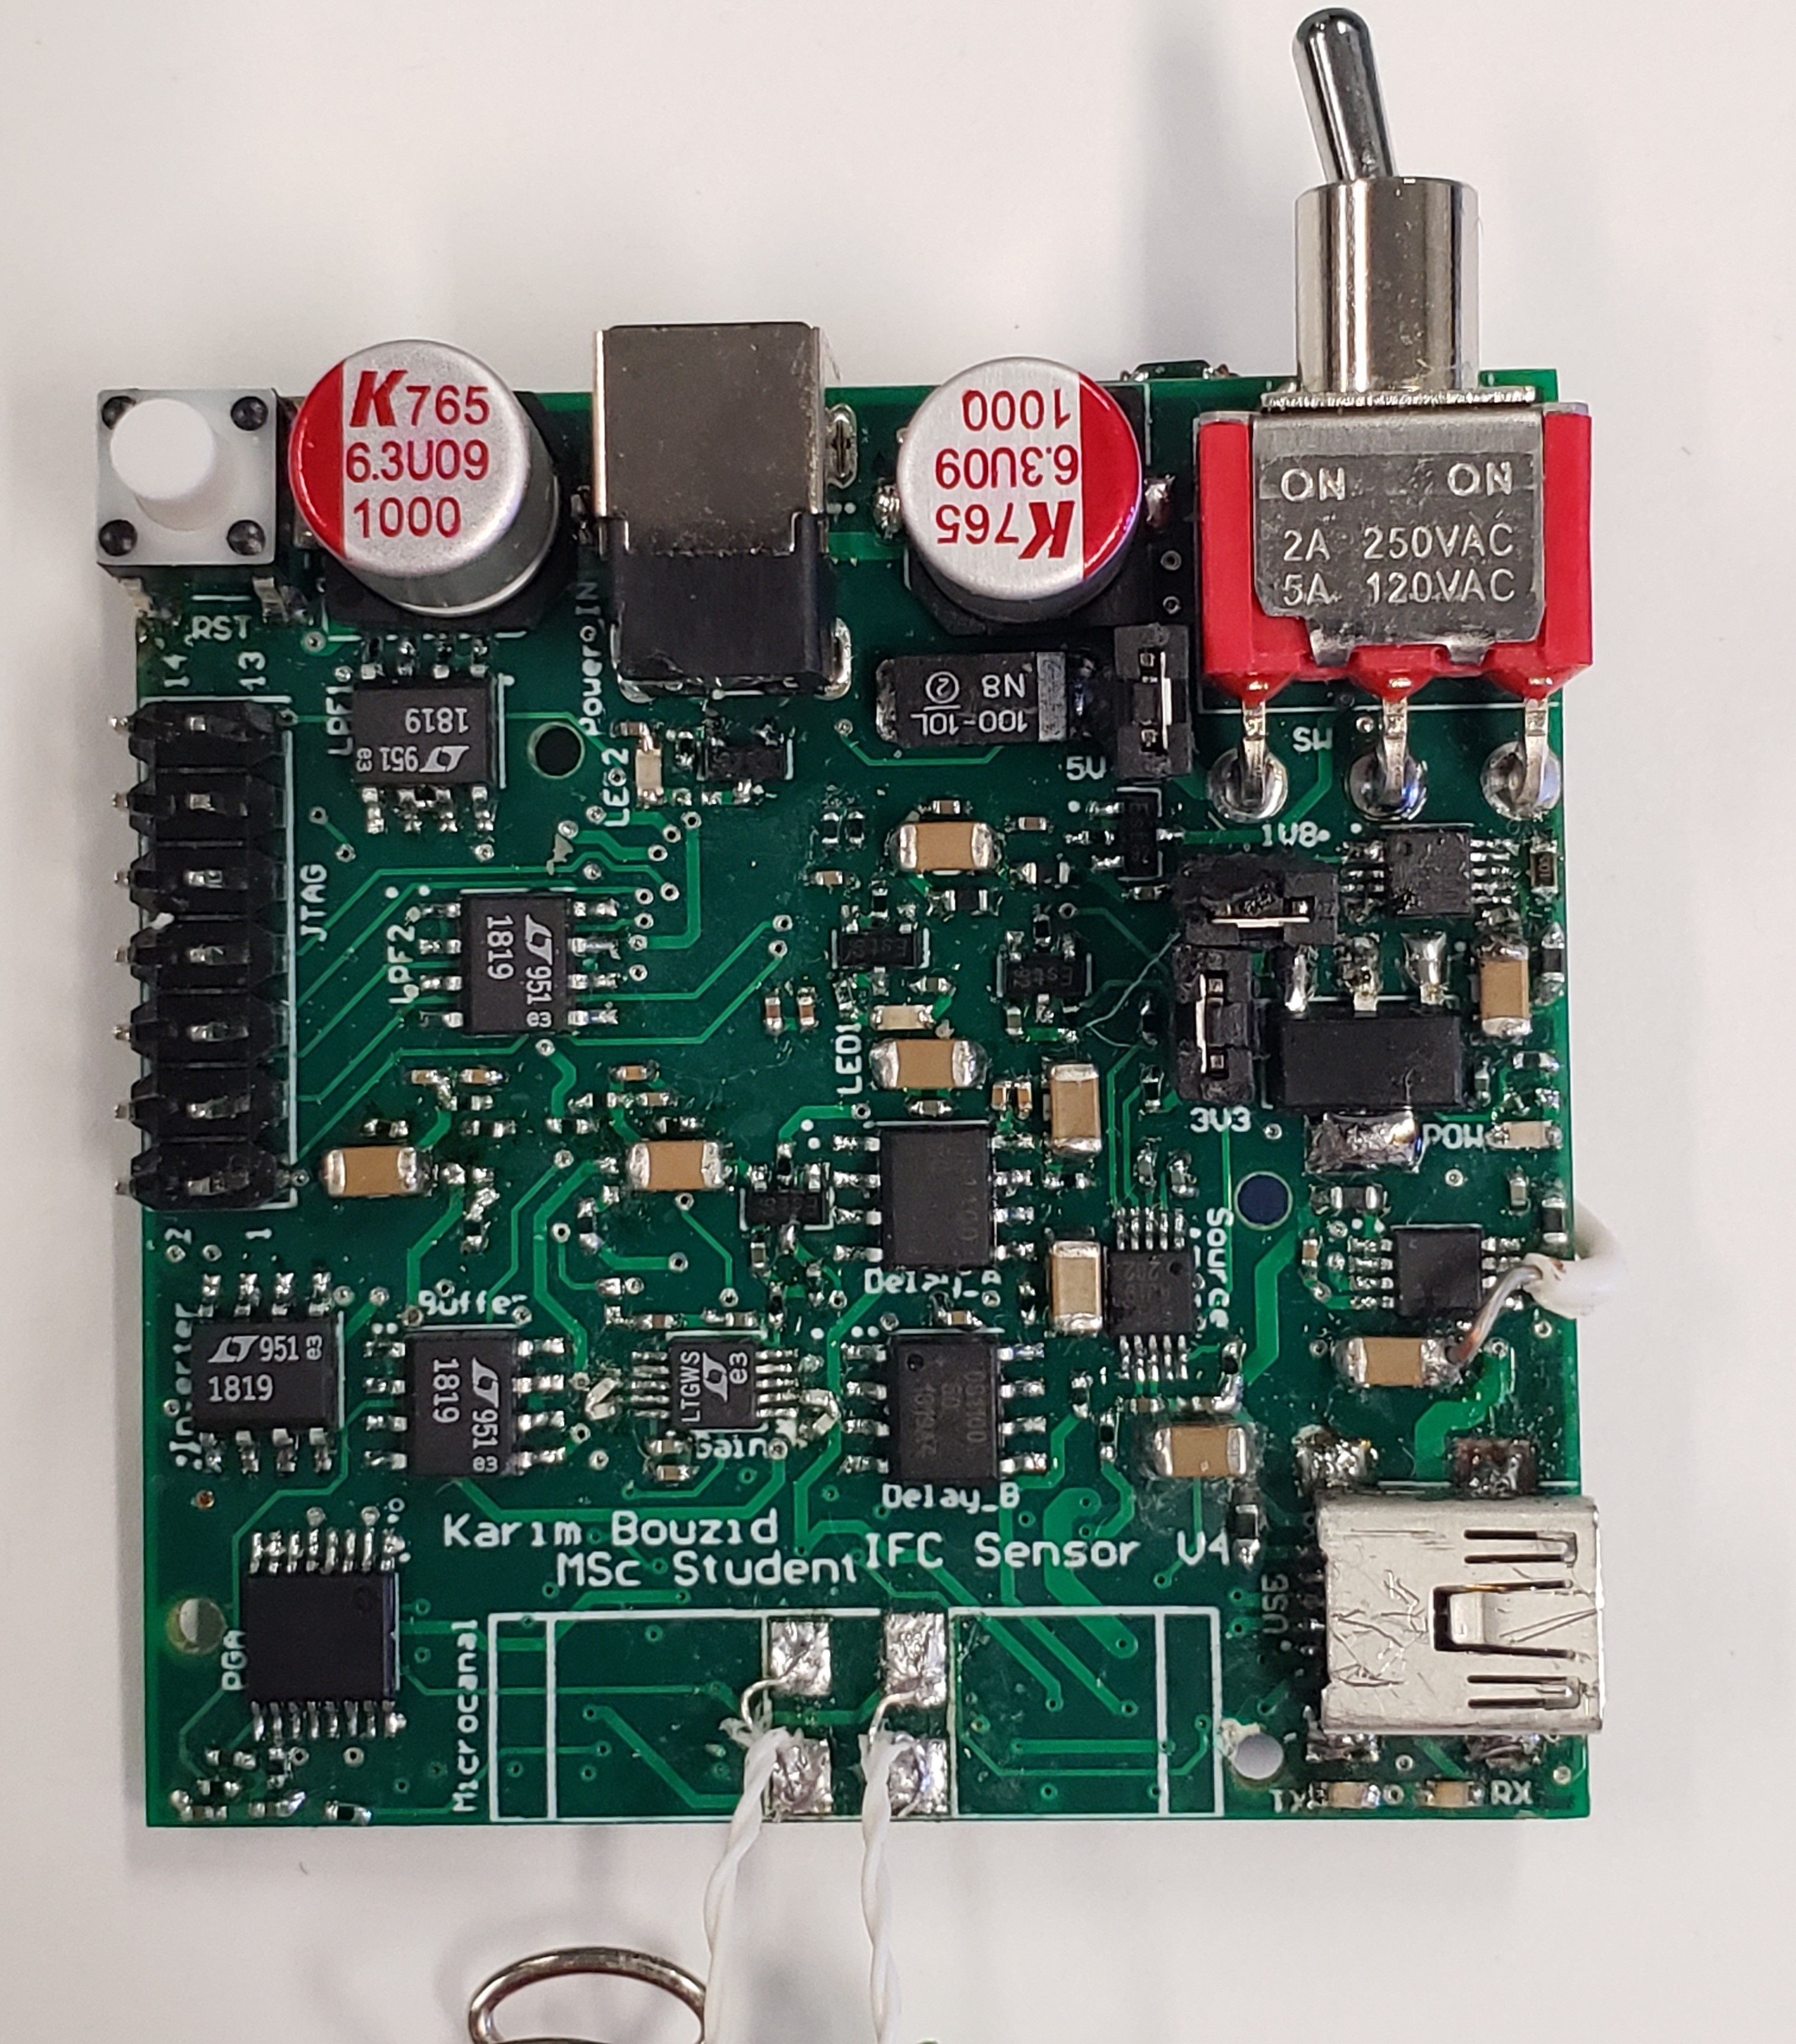 K765
6.3U09
1000
K765
6.3U09
1000
ON ON
2A 250VAC
5A 120VAC
RST
14 13
LPF1
Power_IN
1819
951
e3
LED2
100-10L
N8
2
5V
SW
1V8
JTAG
LPF2
951
1819
e3
LED1
3V3
POW
2 1
Source
Delay_A
Inverter
951 e3
1819
Buffer
951
1819
e3
LTGWS
e3
Gain
DS1100
Delay_B
Karim Bouzid
MSc Student
IFC Sensor V4
PGA
Microcanal
TX
RX